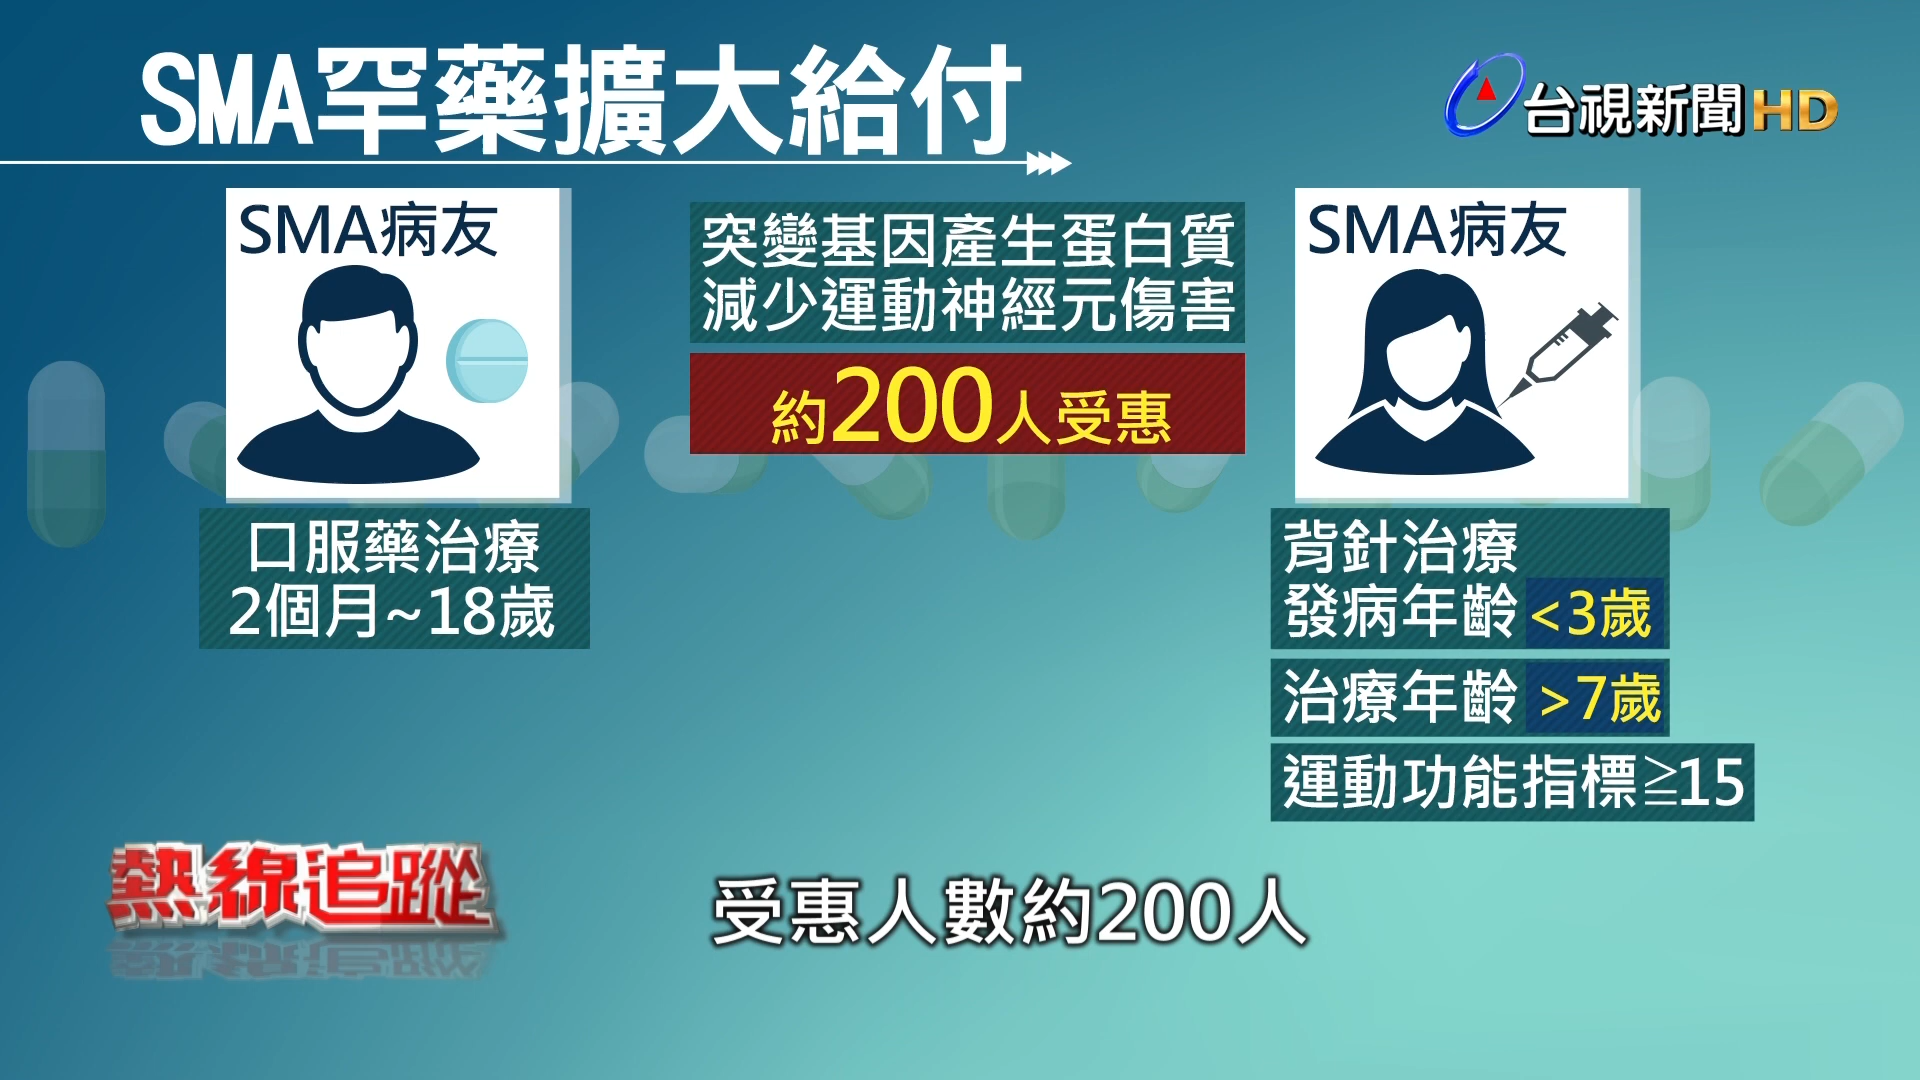 SMA罕藥擴大給付
台視新聞HD
SMA病友
口服藥治療
2個月~18歲
突變基因產生蛋白質
減少運動神經元傷害
約200人受惠
SMA病友
背針治療
發病年齡<3歲
治療年齡>7歲
運動功能指標≧15
熱線追蹤
受惠人數約200人